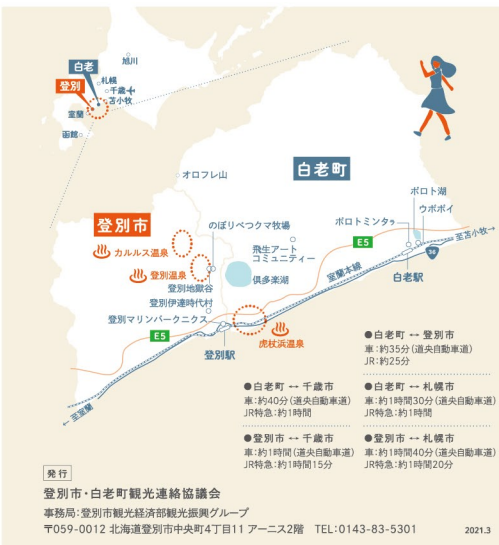 旭川
白老
札幌
登別
千歳
苫小牧
室蘭
函館
オロフレ山
白老町
ポロト湖
ウポポイ
登別市
のぼりべつクマ牧場
ポロトミンタㇻ
至苫小牧→
カルルス温泉
飛生アート
コミュニティー
E5
36
登別温泉
室蘭本線
白老駅
登別地獄谷
倶多楽湖
登別伊達時代村
登別マリンパークニクス
E5
登別駅
虎杖浜温泉
←至室蘭
●白老町 ↔ 登別市
車:約35分(道央自動車道)
JR:約25分
●白老町 ↔ 千歳市
車:約40分(道央自動車道)
JR特急:約1時間
●白老町 ↔ 札幌市
車:約1時間30分(道央自動車道)
JR特急:約1時間
●登別市 ↔ 千歳市
車:約1時間(道央自動車道)
JR特急:約1時間15分
●登別市 ↔ 札幌市
車:約1時間40分(道央自動車道)
JR特急:約1時間20分
発行
登別市・白老町観光連絡協議会
事務局:登別市観光経済部観光振興グループ
〒059-0012 北海道登別市中央町4丁目11 アーニス2階 TEL:0143-83-5301
2021.3